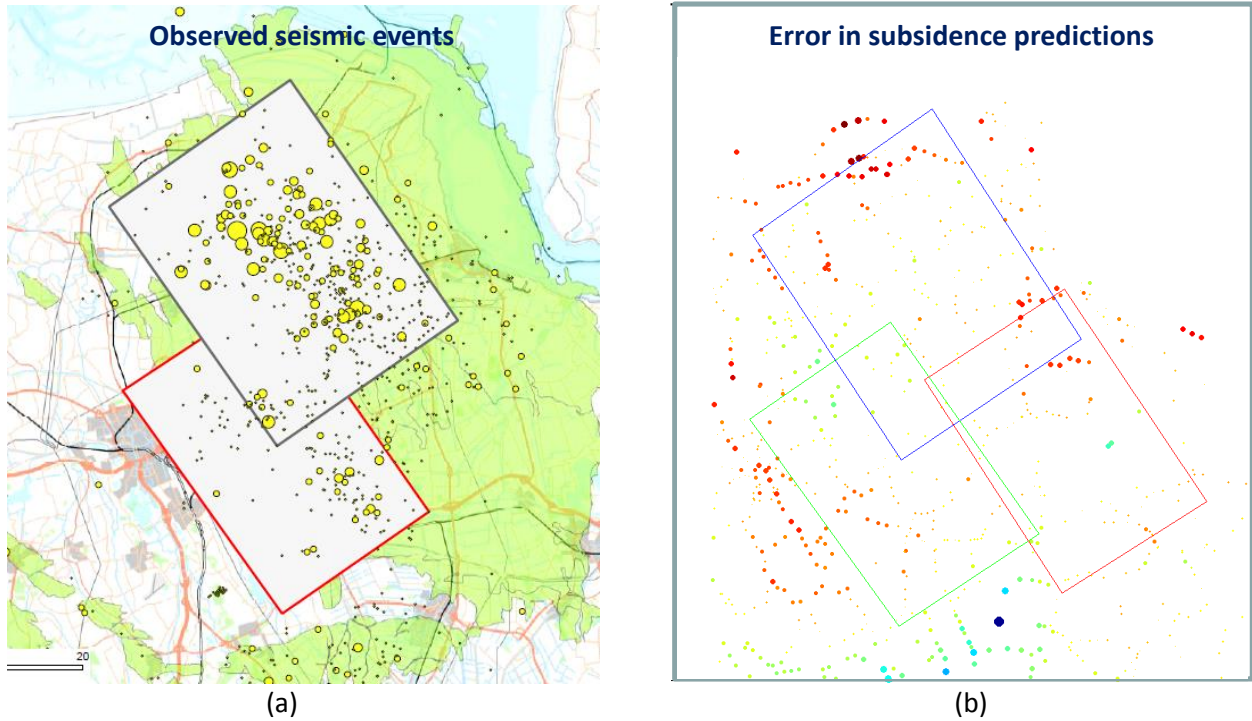 Observed seismic events
Error in subsidence predictions
20
(a)
(b)